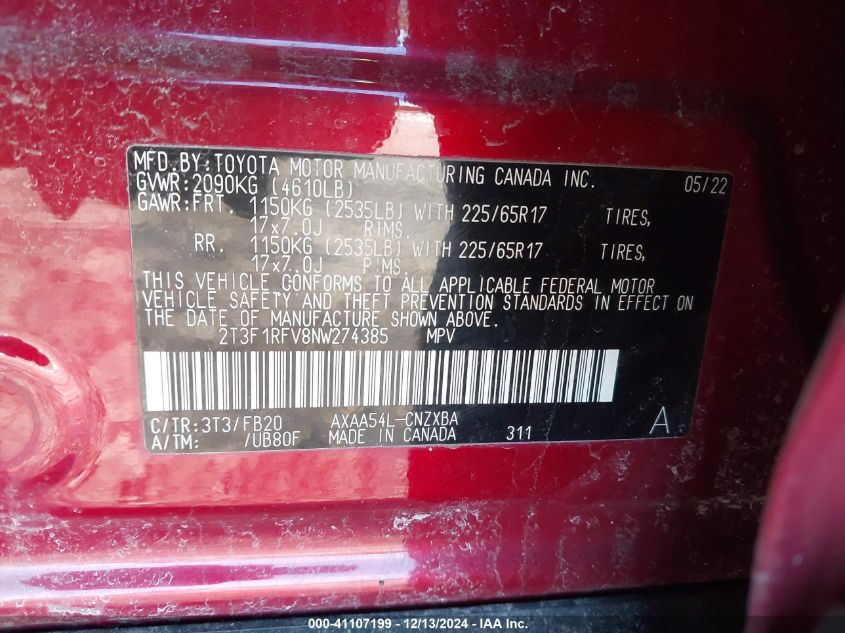 MFD.BY:TOYOTA MOTOR MANUFACTURING CANADA INC. 05/22
GVWR:2090KG (4610LB)
GAWR:FRT. 1150KG (2535LB) WITH 225/65R17 TIRES,
17x7.0J RIMS.
RR. 1150KG (2535LB) WITH 225/65R17 TIRES,
17x7.0J RIMS.
THIS VEHICLE CONFORMS TO ALL APPLICABLE FEDERAL MOTOR
VEHICLE SAFETY AND THEFT PREVENTION STANDARDS IN EFFECT ON
THE DATE OF MANUFACTURE SHOWN ABOVE.
2T3F1RFV8NW274385 MPV
C/TR:3T3/FB20 AXAA54L-CNZXBA
A/TM: /UB80F MADE IN CANADA 311 A
000-41107199 - 12/13/2024 - IAA Inc.